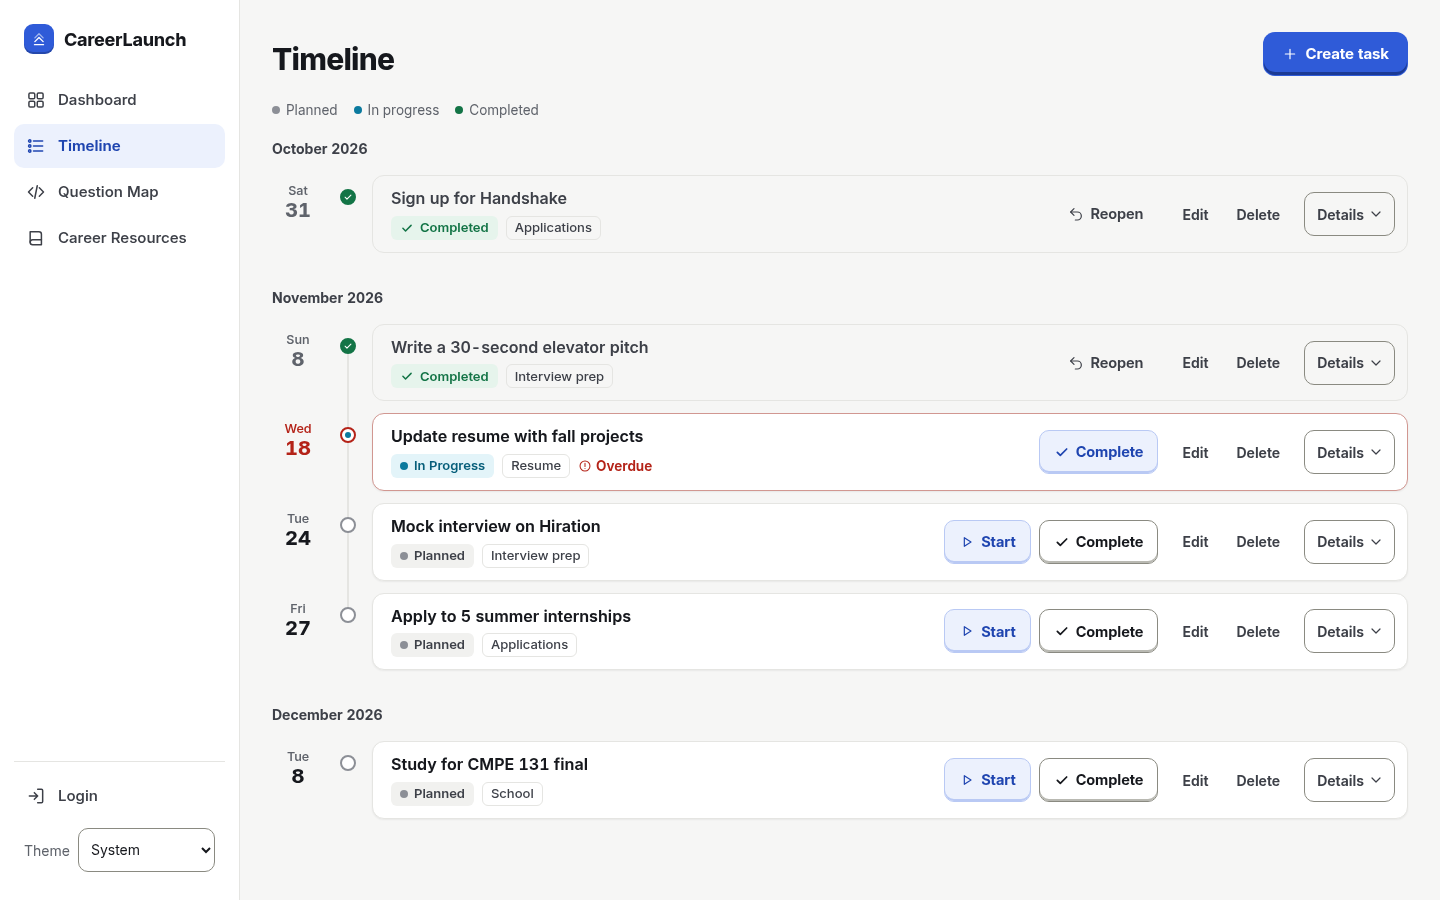 CareerLaunch
Dashboard
Timeline
Question Map
Career Resources
Login
Theme System
Timeline
Create task
Planned In progress Completed
October 2026
Sat
31
Sign up for Handshake
Completed Applications
Reopen Edit Delete Details
November 2026
Sun
8
Write a 30-second elevator pitch
Completed Interview prep
Reopen Edit Delete Details
Wed
18
Update resume with fall projects
In Progress Resume Overdue
Complete Edit Delete Details
Tue
24
Mock interview on Hiration
Planned Interview prep
Start Complete Edit Delete Details
Fri
27
Apply to 5 summer internships
Planned Applications
Start Complete Edit Delete Details
December 2026
Tue
8
Study for CMPE 131 final
Planned School
Start Complete Edit Delete Details